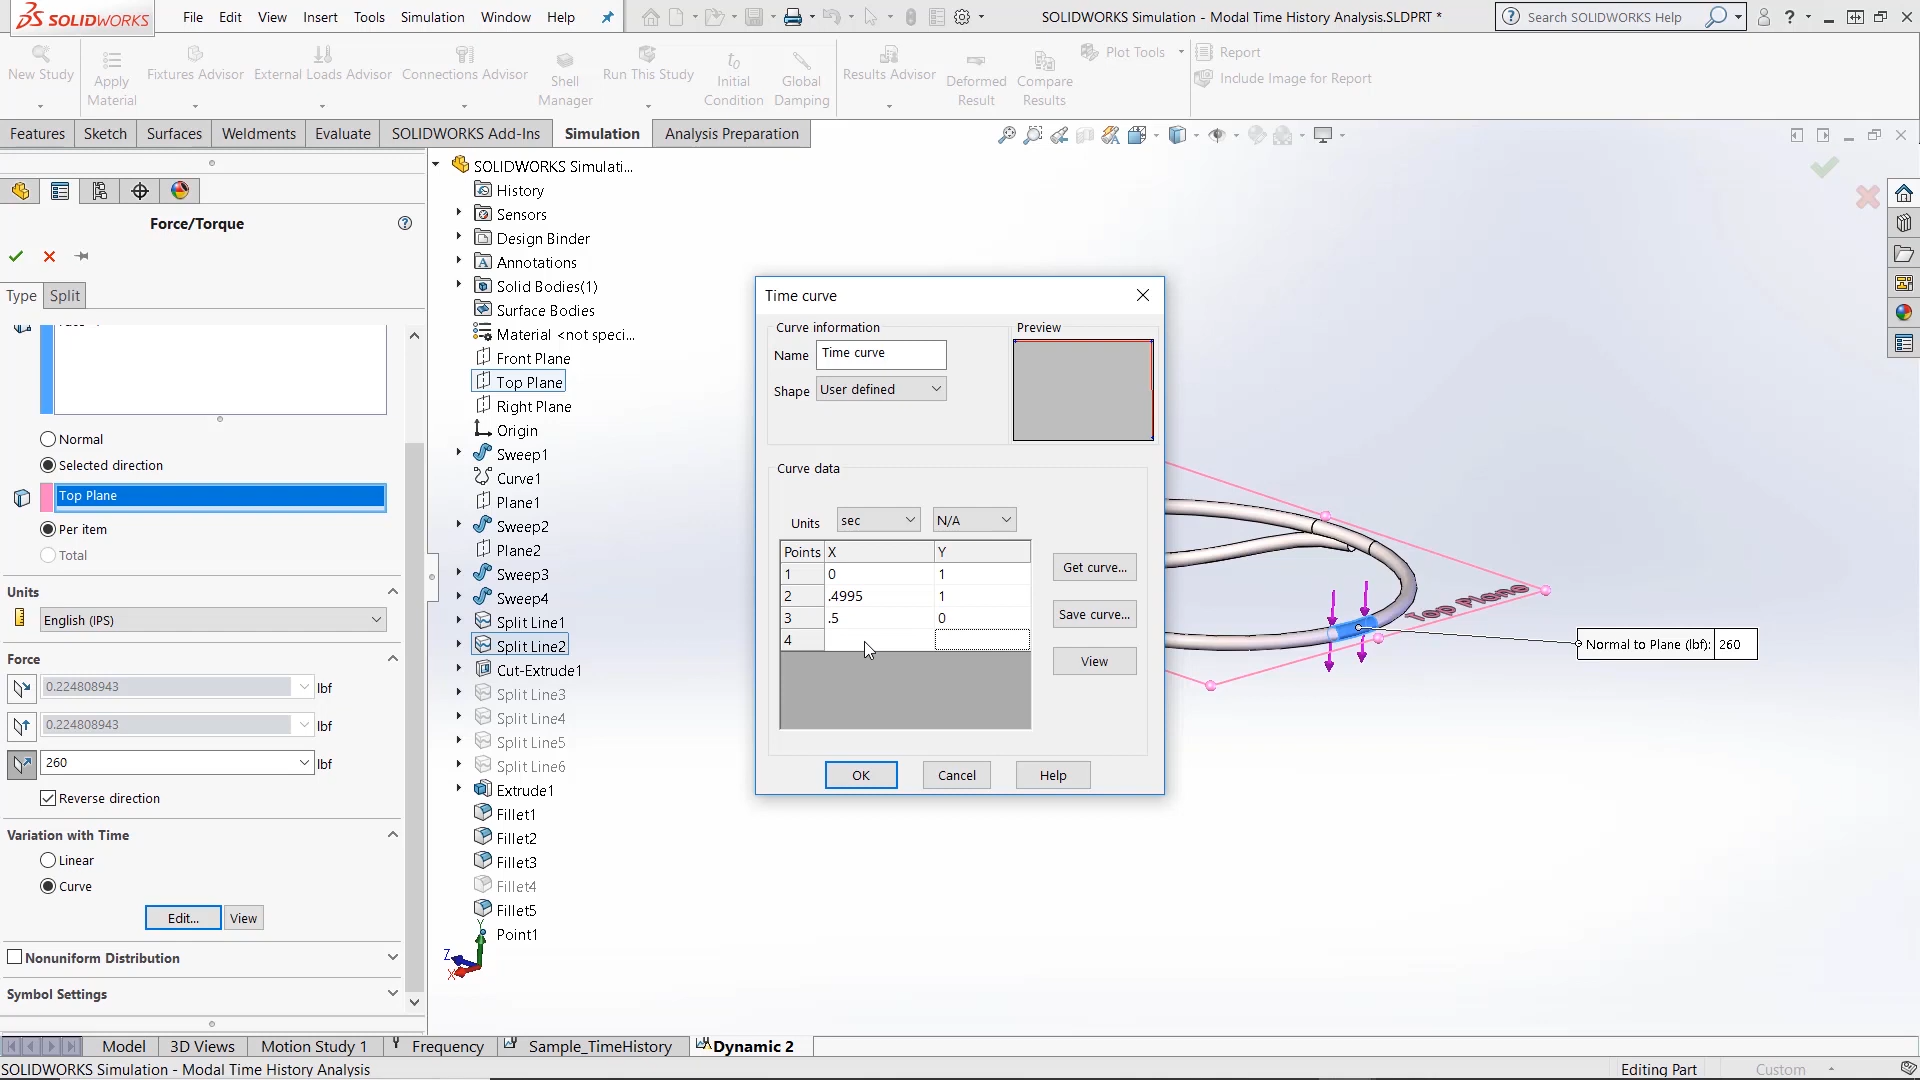 SOLIDWORKS
File Edit View Insert Tools Simulation Window Help
SOLIDWORKS Simulation - Modal Time History Analysis.SLDPRT *
Search SOLIDWORKS Help
New Study
Apply Material
Fixtures Advisor
External Loads Advisor
Connections Advisor
Shell Manager
Run This Study
Initial Condition
Global Damping
Results Advisor
Deformed Result
Compare Results
Plot Tools
Report
Include Image for Report
Features Sketch Surfaces Weldments Evaluate SOLIDWORKS Add-Ins Simulation Analysis Preparation
Force/Torque
Type Split
Normal
Selected direction
Top Plane
Per item
Total
Units
English (IPS)
Force
0.224808943 lbf
0.224808943 lbf
260 lbf
Reverse direction
Variation with Time
Linear
Curve
Edit... View
Nonuniform Distribution
Symbol Settings
SOLIDWORKS Simulati...
History
Sensors
Design Binder
Annotations
Solid Bodies(1)
Surface Bodies
Material <not speci...
Front Plane
Top Plane
Right Plane
Origin
Sweep1
Curve1
Plane1
Sweep2
Plane2
Sweep3
Sweep4
Split Line1
Split Line2
Cut-Extrude1
Split Line3
Split Line4
Split Line5
Split Line6
Extrude1
Fillet1
Fillet2
Fillet3
Fillet4
Fillet5
Point1
Y
Z
X
Time curve
Curve information
Name Time curve
Shape User defined
Preview
Curve data
Units sec N/A
Points X Y
1 0 1
2 .4995 1
3 .5 0
4
Get curve...
Save curve...
View
OK Cancel Help
Top Plane
Normal to Plane (lbf): 260
Model 3D Views Motion Study 1 Frequency Sample_TimeHistory Dynamic 2
SOLIDWORKS Simulation - Modal Time History Analysis
Editing Part
Custom